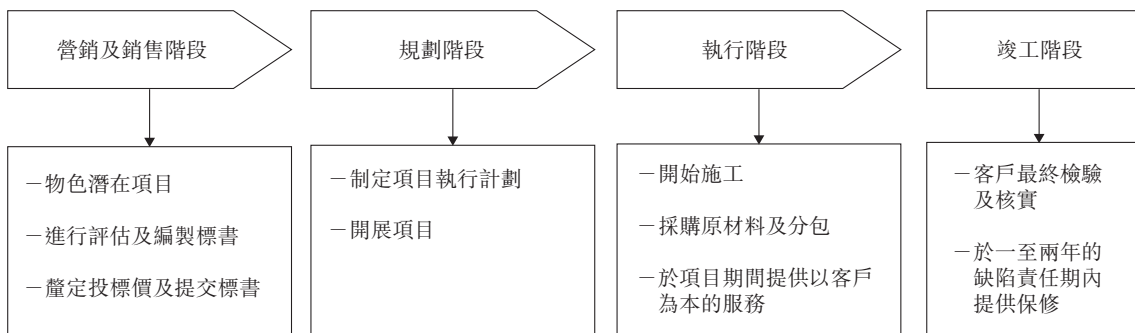 營銷及銷售階段
規劃階段
執行階段
竣工階段
－物色潛在項目
－進行評估及編製標書
－釐定投標價及提交標書
－制定項目執行計劃
－開展項目
－開始施工
－採購原材料及分包
－於項目期間提供以客戶
為本的服務
－客戶最終檢驗
及核實
－於一至兩年的
缺陷責任期內
提供保修